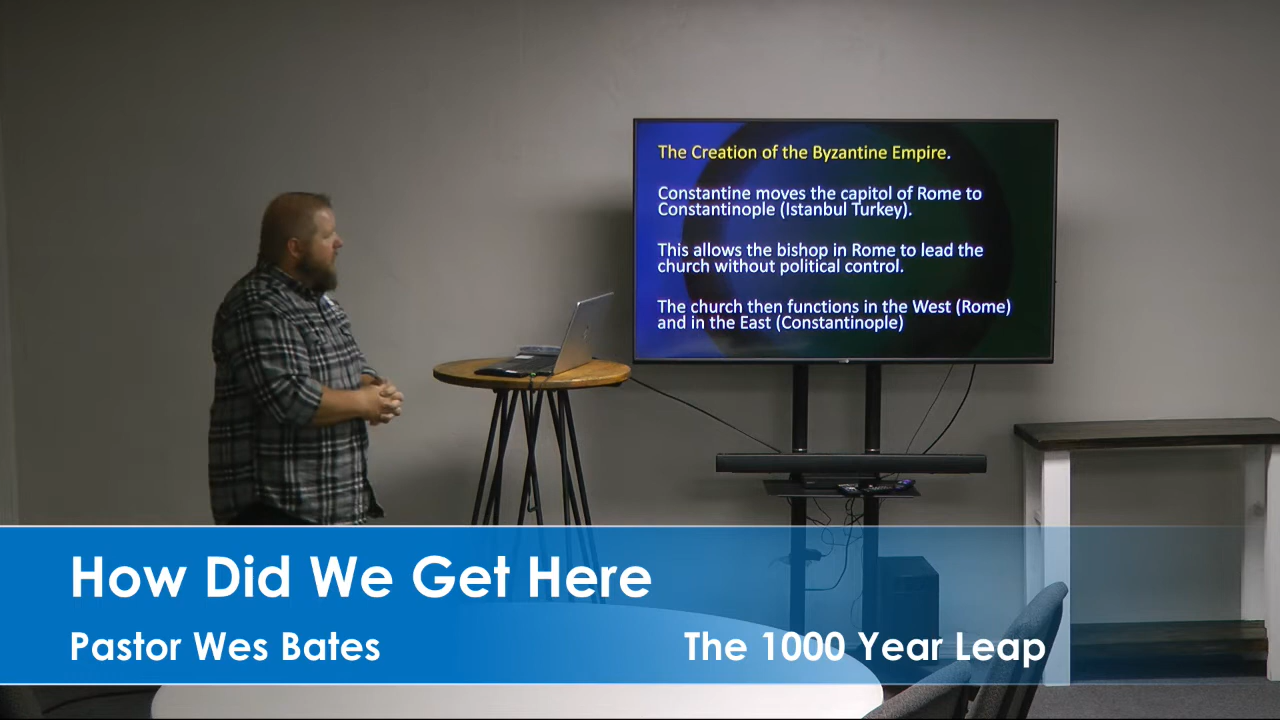 The Creation of the Byzantine Empire.
Constantine moves the capitol of Rome to
Constantinople (Istanbul Turkey).
This allows the bishop in Rome to lead the
church without political control.
The church then functions in the West (Rome)
and in the East (Constantinople)
How Did We Get Here
Pastor Wes Bates
The 1000 Year Leap